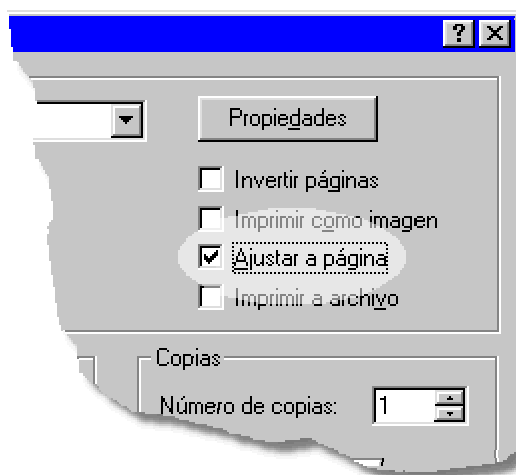 Propiedades
Invertir páginas
Imprimir como imagen
Ajustar a página
Imprimir a archivo
Copias
Número de copias:
1